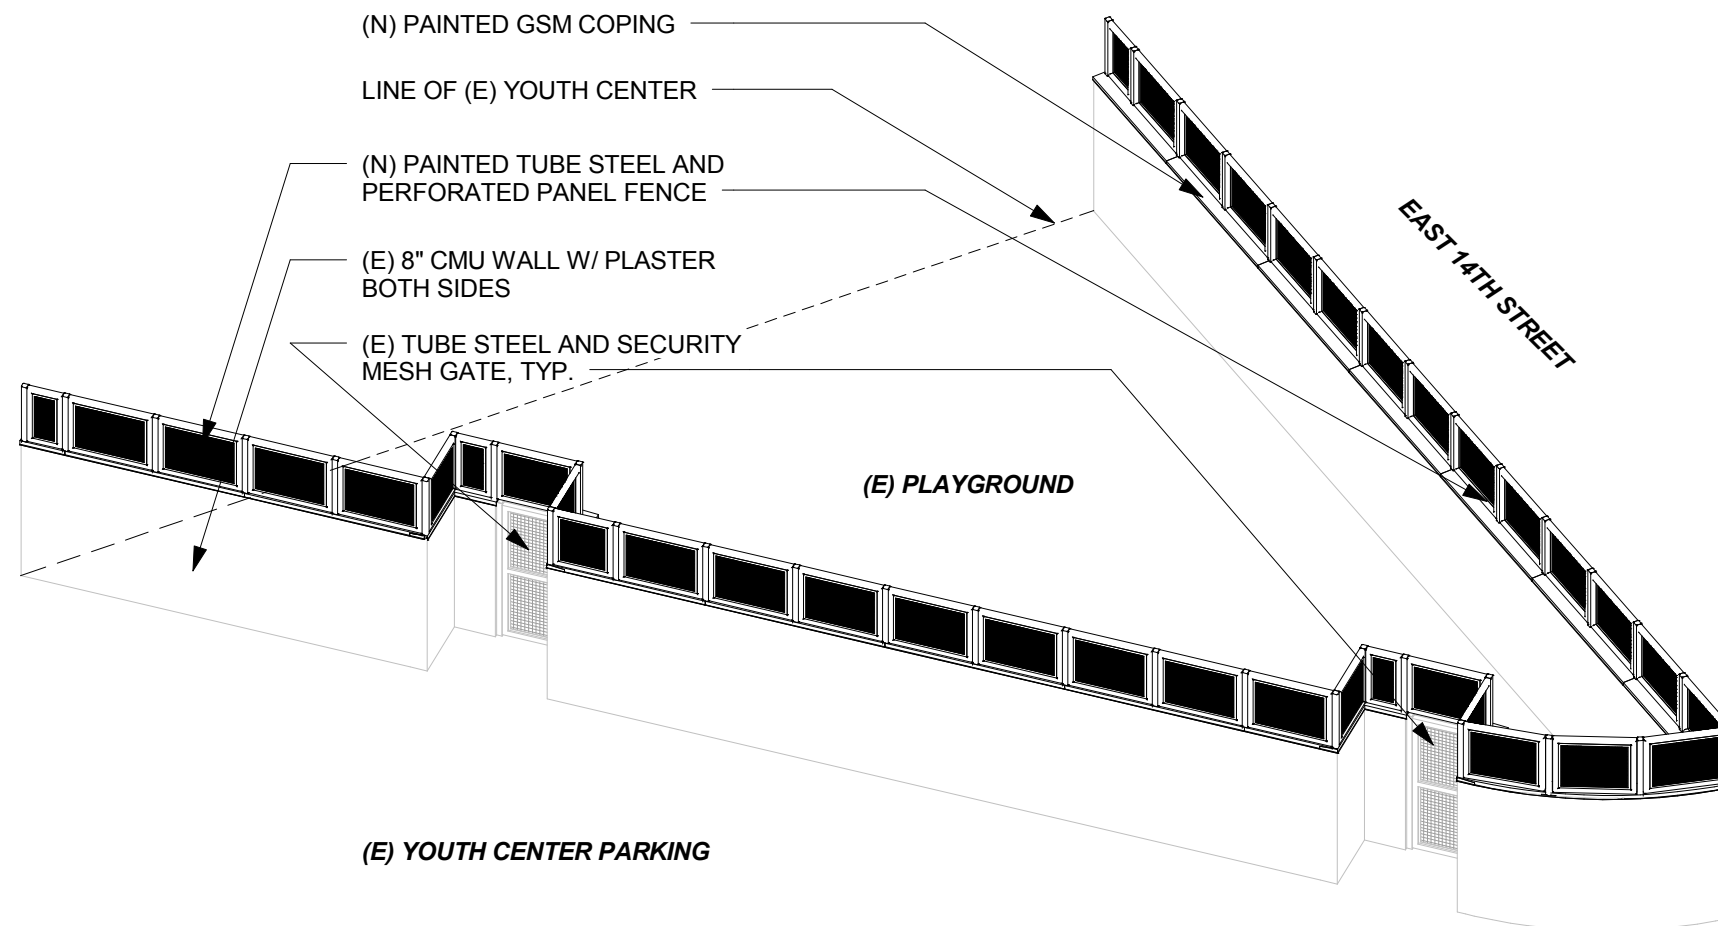 (N) PAINTED GSM COPING
LINE OF (E) YOUTH CENTER
(N) PAINTED TUBE STEEL AND
PERFORATED PANEL FENCE
(E) 8" CMU WALL W/ PLASTER
BOTH SIDES
(E) TUBE STEEL AND SECURITY
MESH GATE, TYP.
EAST 14TH STREET
(E) PLAYGROUND
(E) YOUTH CENTER PARKING